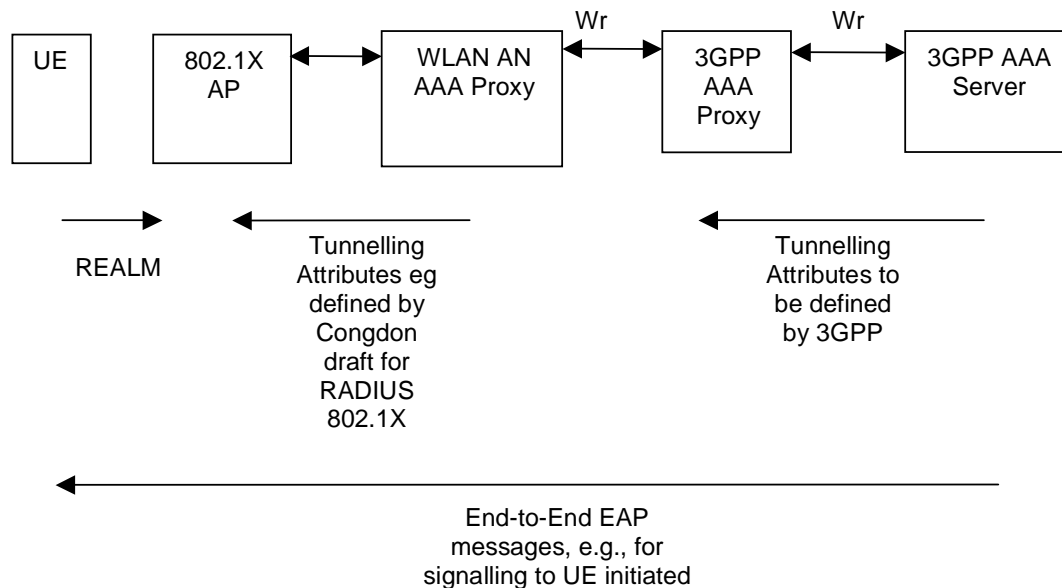 Wr
Wr
UE
802.1X
AP
WLAN AN
AAA Proxy
3GPP
AAA
Proxy
3GPP AAA
Server
REALM
Tunnelling
Attributes eg
defined by
Congdon
draft for
RADIUS
802.1X
Tunnelling
Attributes to
be defined
by 3GPP
End-to-End EAP
messages, e.g., for
signalling to UE initiated